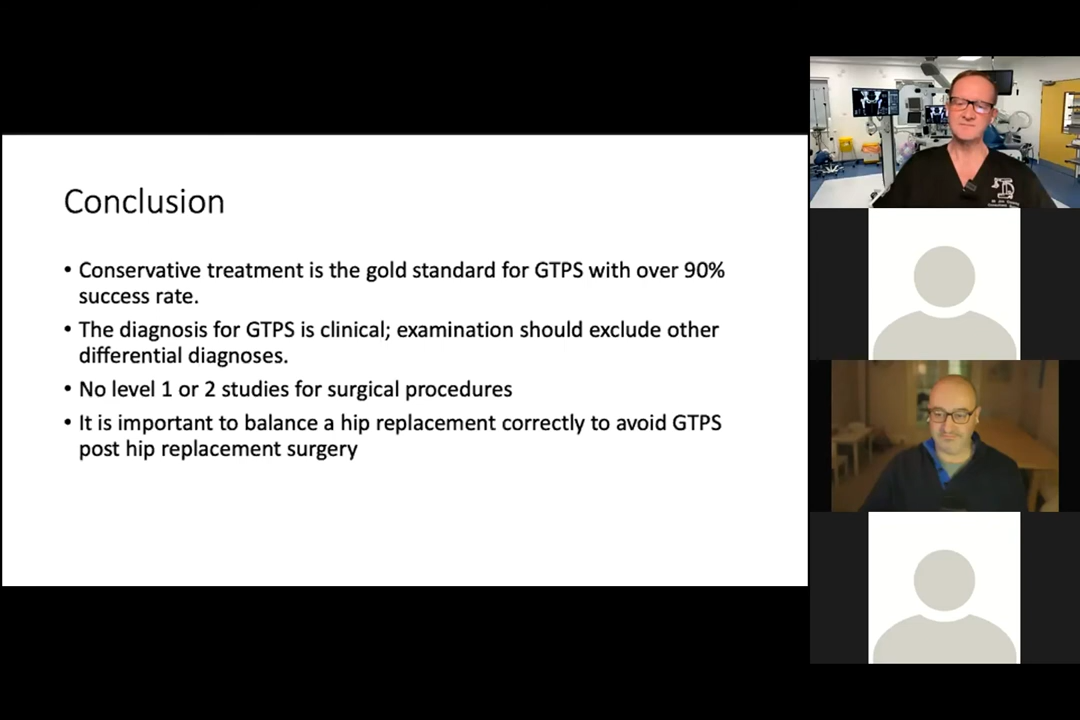 Conclusion
• Conservative treatment is the gold standard for GTPS with over 90%
success rate.
• The diagnosis for GTPS is clinical; examination should exclude other
differential diagnoses.
• No level 1 or 2 studies for surgical procedures
• It is important to balance a hip replacement correctly to avoid GTPS
post hip replacement surgery